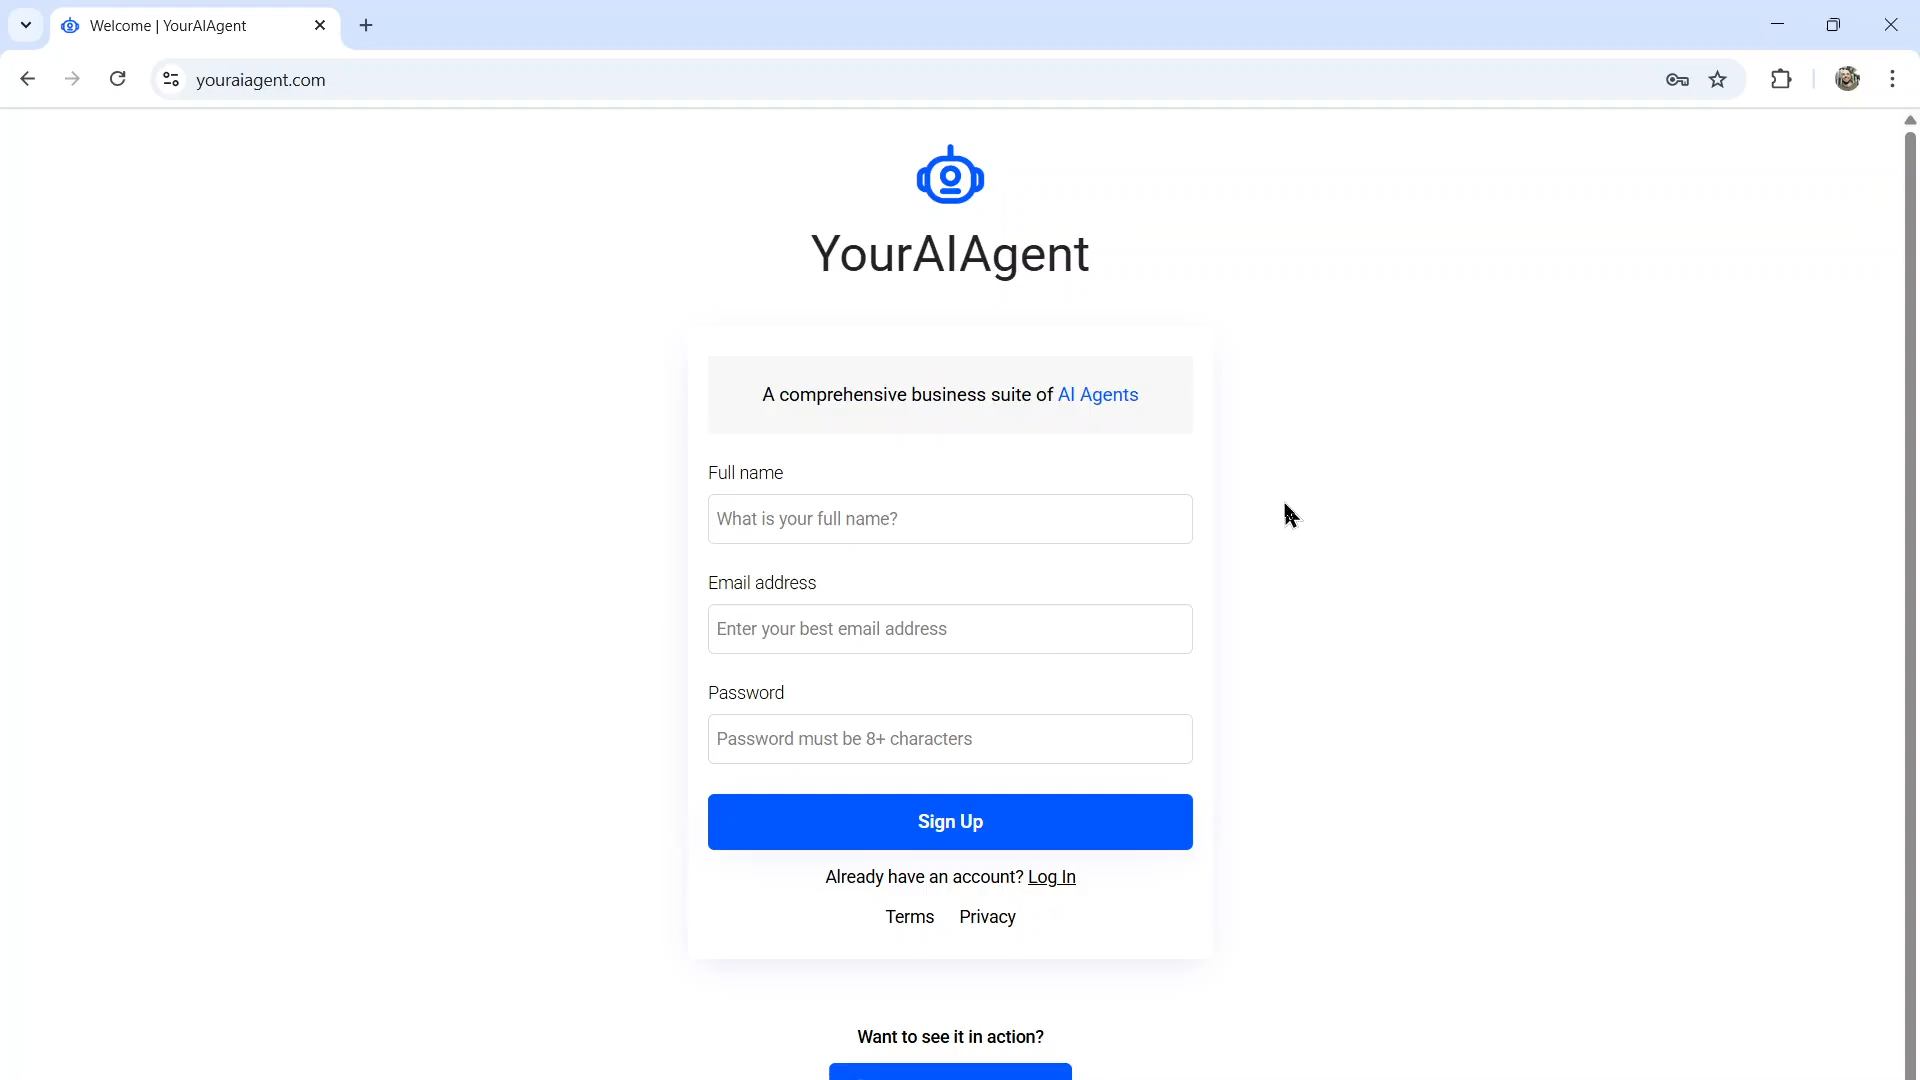 Welcome | YourAIAgent
youraiagent.com
YourAIAgent
A comprehensive business suite of AI Agents
Full name
What is your full name?
Email address
Enter your best email address
Password
Password must be 8+ characters
Sign Up
Already have an account? Log In
Terms Privacy
Want to see it in action?